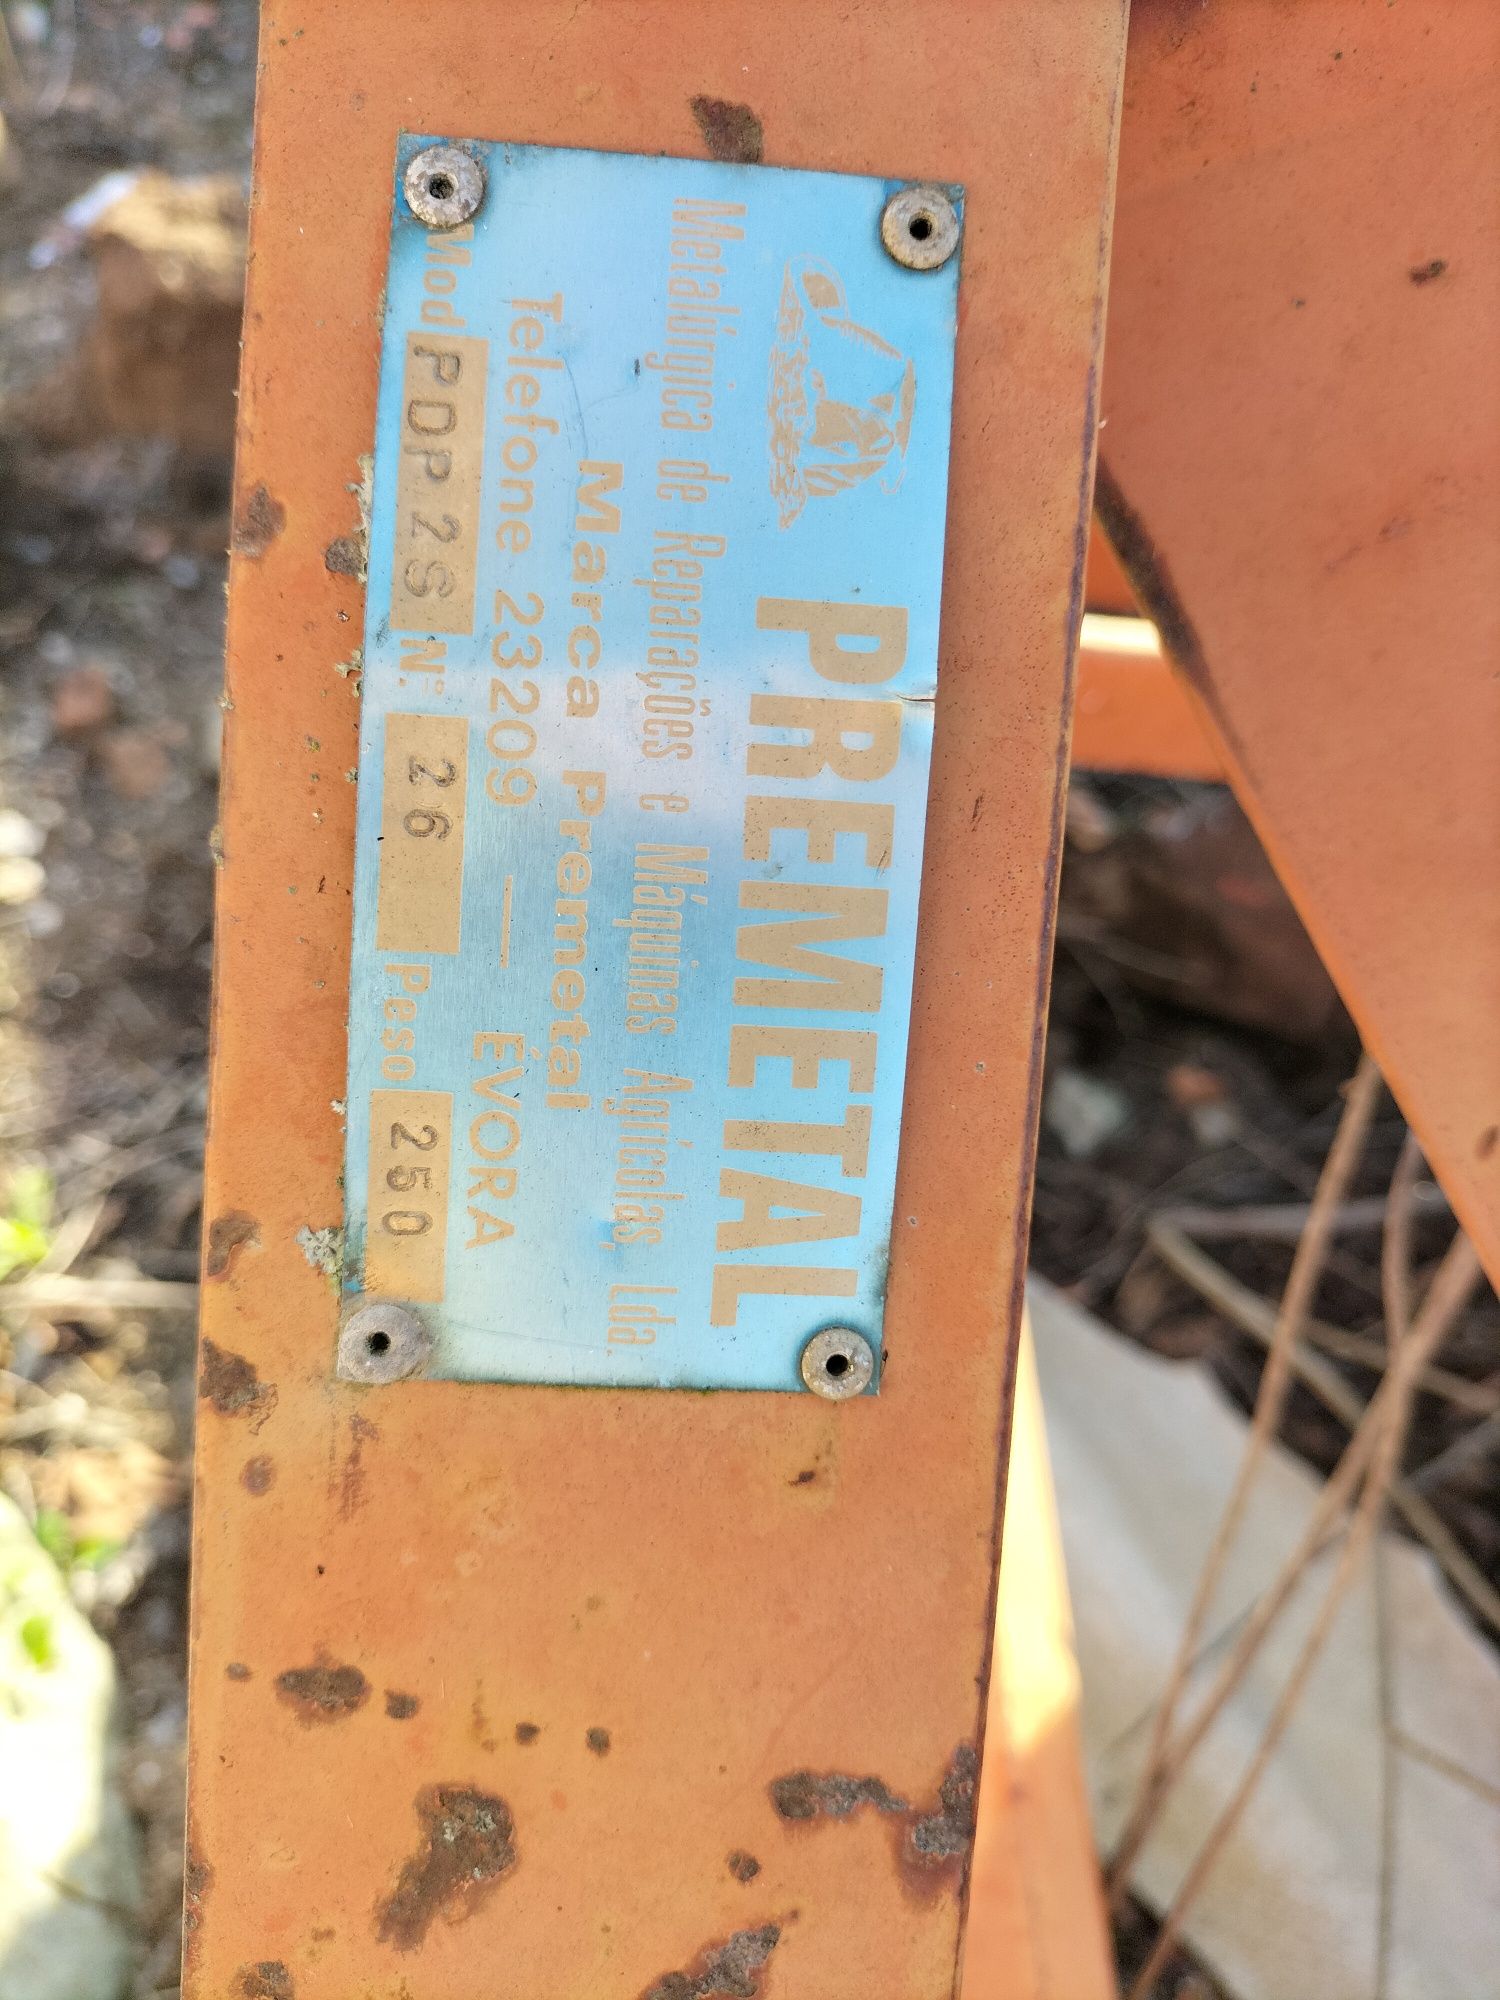 PREMETAL
Metalúrgica de Reparações e Máquinas Agrícolas, Lda.
Marca Premetal
Telefone 23209 — ÉVORA
Mod PDP 2S Nº 26 Peso 250